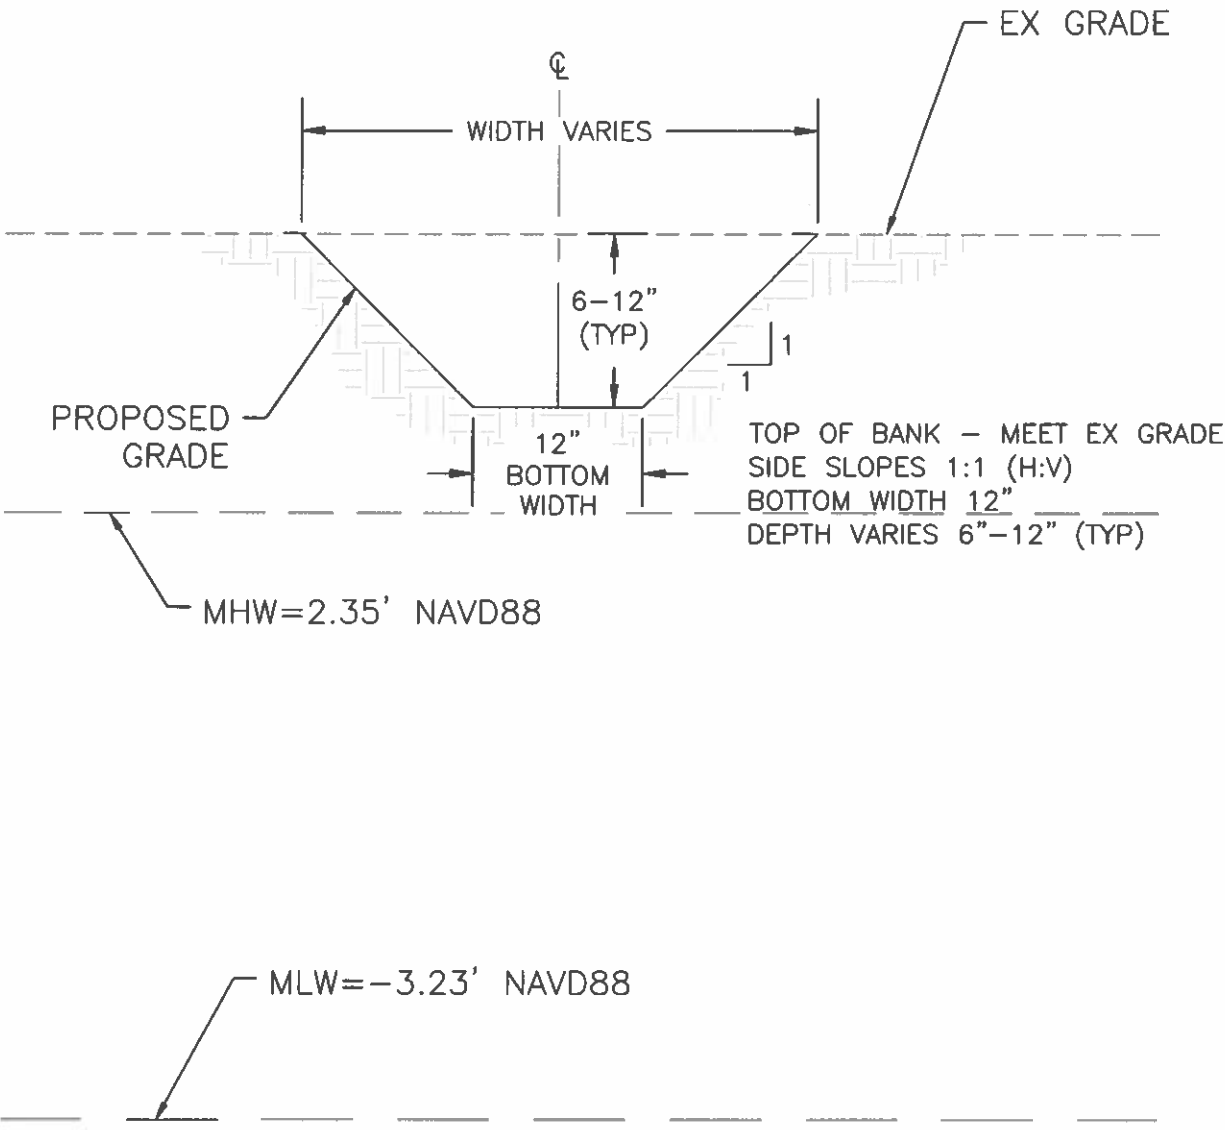 EX GRADE
℄
WIDTH VARIES
6–12"
(TYP)
1
1
PROPOSED
GRADE
12"
BOTTOM
WIDTH
TOP OF BANK – MEET EX GRADE
SIDE SLOPES 1:1 (H:V)
BOTTOM WIDTH 12"
DEPTH VARIES 6"–12" (TYP)
MHW=2.35' NAVD88
MLW=–3.23' NAVD88